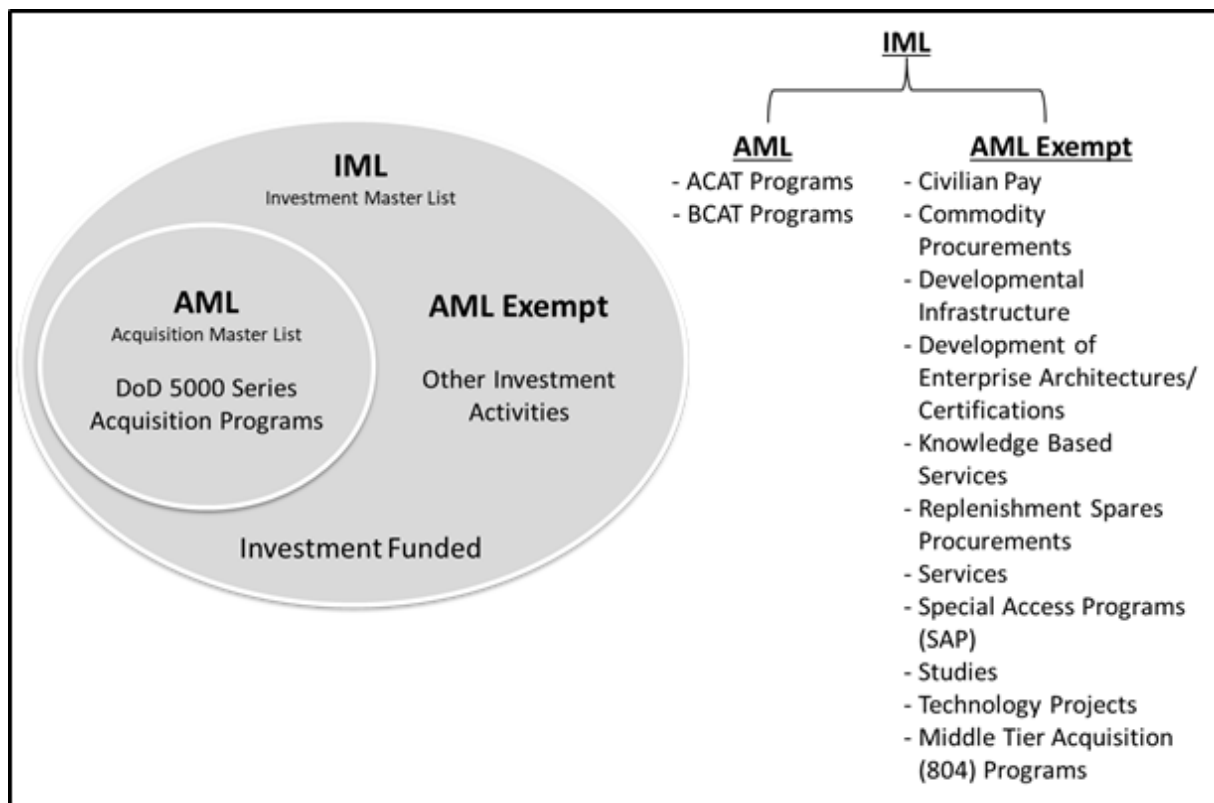 IML
Investment Master List
AML
Acquisition Master List
DoD 5000 Series
Acquisition Programs
AML Exempt
Other Investment
Activities
Investment Funded
IML
AML
- ACAT Programs
- BCAT Programs
AML Exempt
- Civilian Pay
- Commodity
Procurements
- Developmental
Infrastructure
- Development of
Enterprise Architectures/
Certifications
- Knowledge Based
Services
- Replenishment Spares
Procurements
- Services
- Special Access Programs
(SAP)
- Studies
- Technology Projects
- Middle Tier Acquisition
(804) Programs